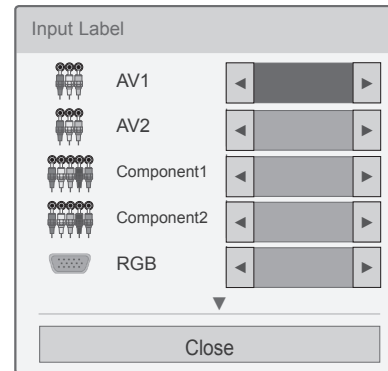 Input Label
AV1
AV2
Component1
Component2
RGB
Close